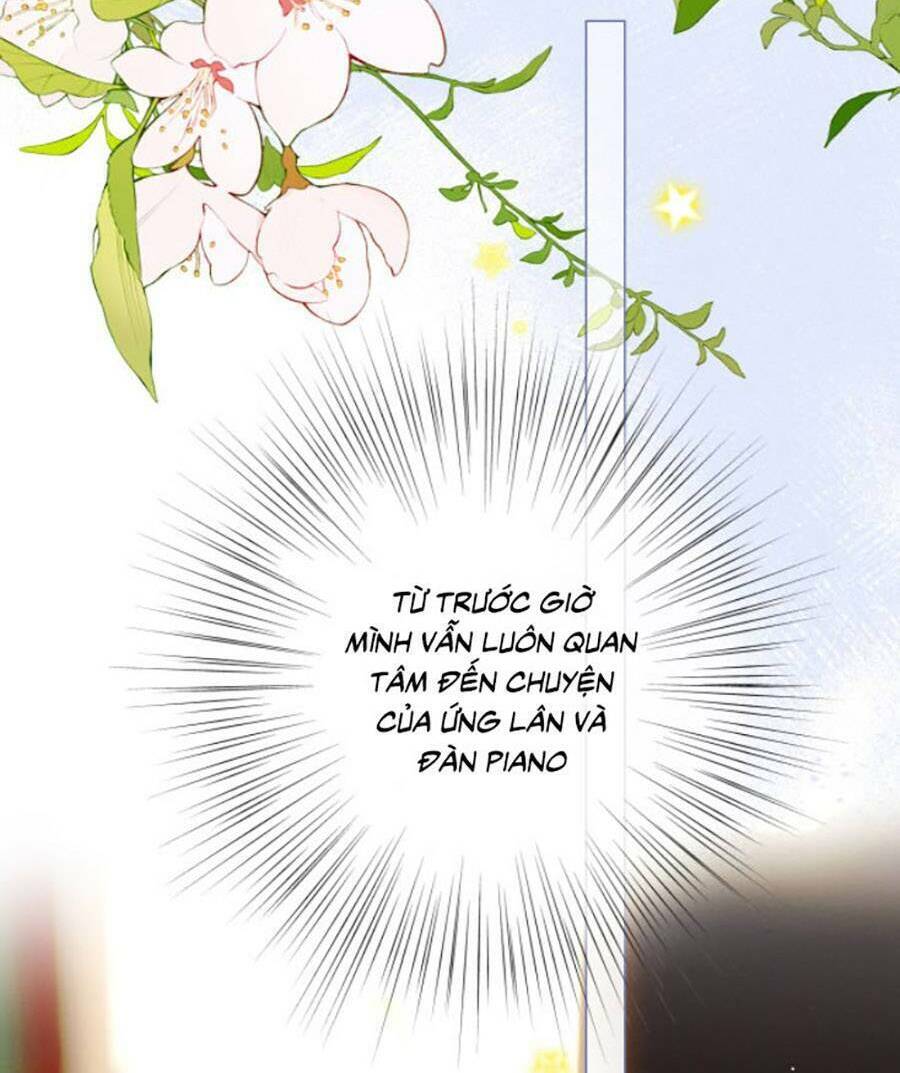 TỪ TRƯỚC GIỜ
MÌNH VẪN LUÔN QUAN
TÂM ĐẾN CHUYỆN
CỦA ỨNG LÂN VÀ
ĐÀN PIANO